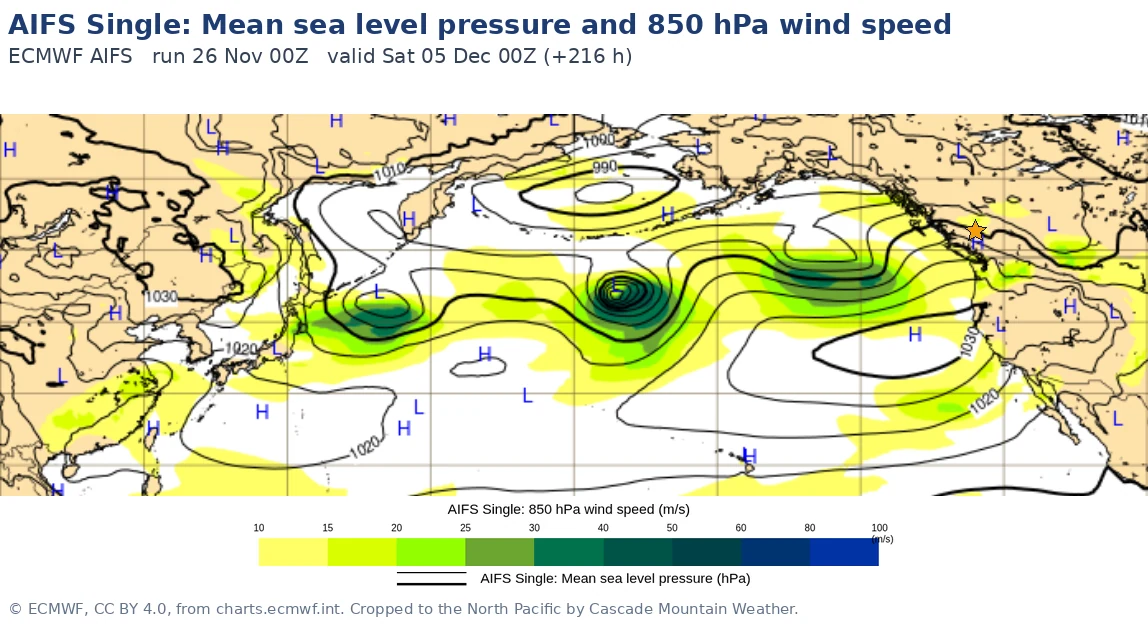 AIFS Single: Mean sea level pressure and 850 hPa wind speed
ECMWF AIFS run 26 Nov 00Z valid Sat 05 Dec 00Z (+216 h)
H L H H H L L
1000
L L H
1010
990
H L H H
L H L H L H
L L
1030
H H L L
1020
L H H
1030
L
L
H L H
1020
L
H
1020
H H H
AIFS Single: 850 hPa wind speed (m/s)
10 15 20 25 30 40 50 60 80 100
(m/s)
AIFS Single: Mean sea level pressure (hPa)
© ECMWF, CC BY 4.0, from charts.ecmwf.int. Cropped to the North Pacific by Cascade Mountain Weather.